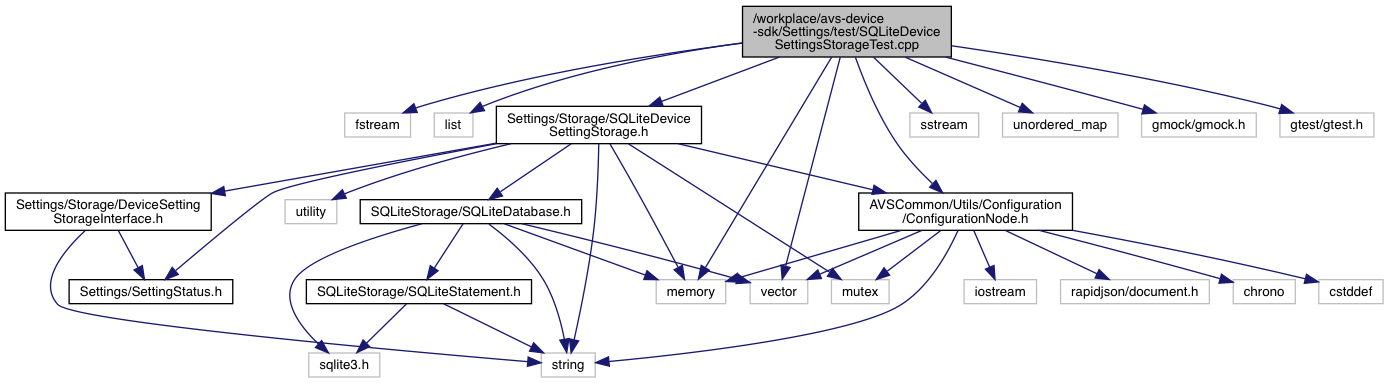 /workplace/avs-device
-sdk/Settings/test/SQLiteDevice
SettingsStorageTest.cpp
fstream
list
Settings/Storage/SQLiteDevice
SettingStorage.h
sstream
unordered_map
gmock/gmock.h
gtest/gtest.h
Settings/Storage/DeviceSetting
StorageInterface.h
utility
SQLiteStorage/SQLiteDatabase.h
AVSCommon/Utils/Configuration
/ConfigurationNode.h
Settings/SettingStatus.h
SQLiteStorage/SQLiteStatement.h
memory
vector
mutex
iostream
rapidjson/document.h
chrono
cstddef
sqlite3.h
string